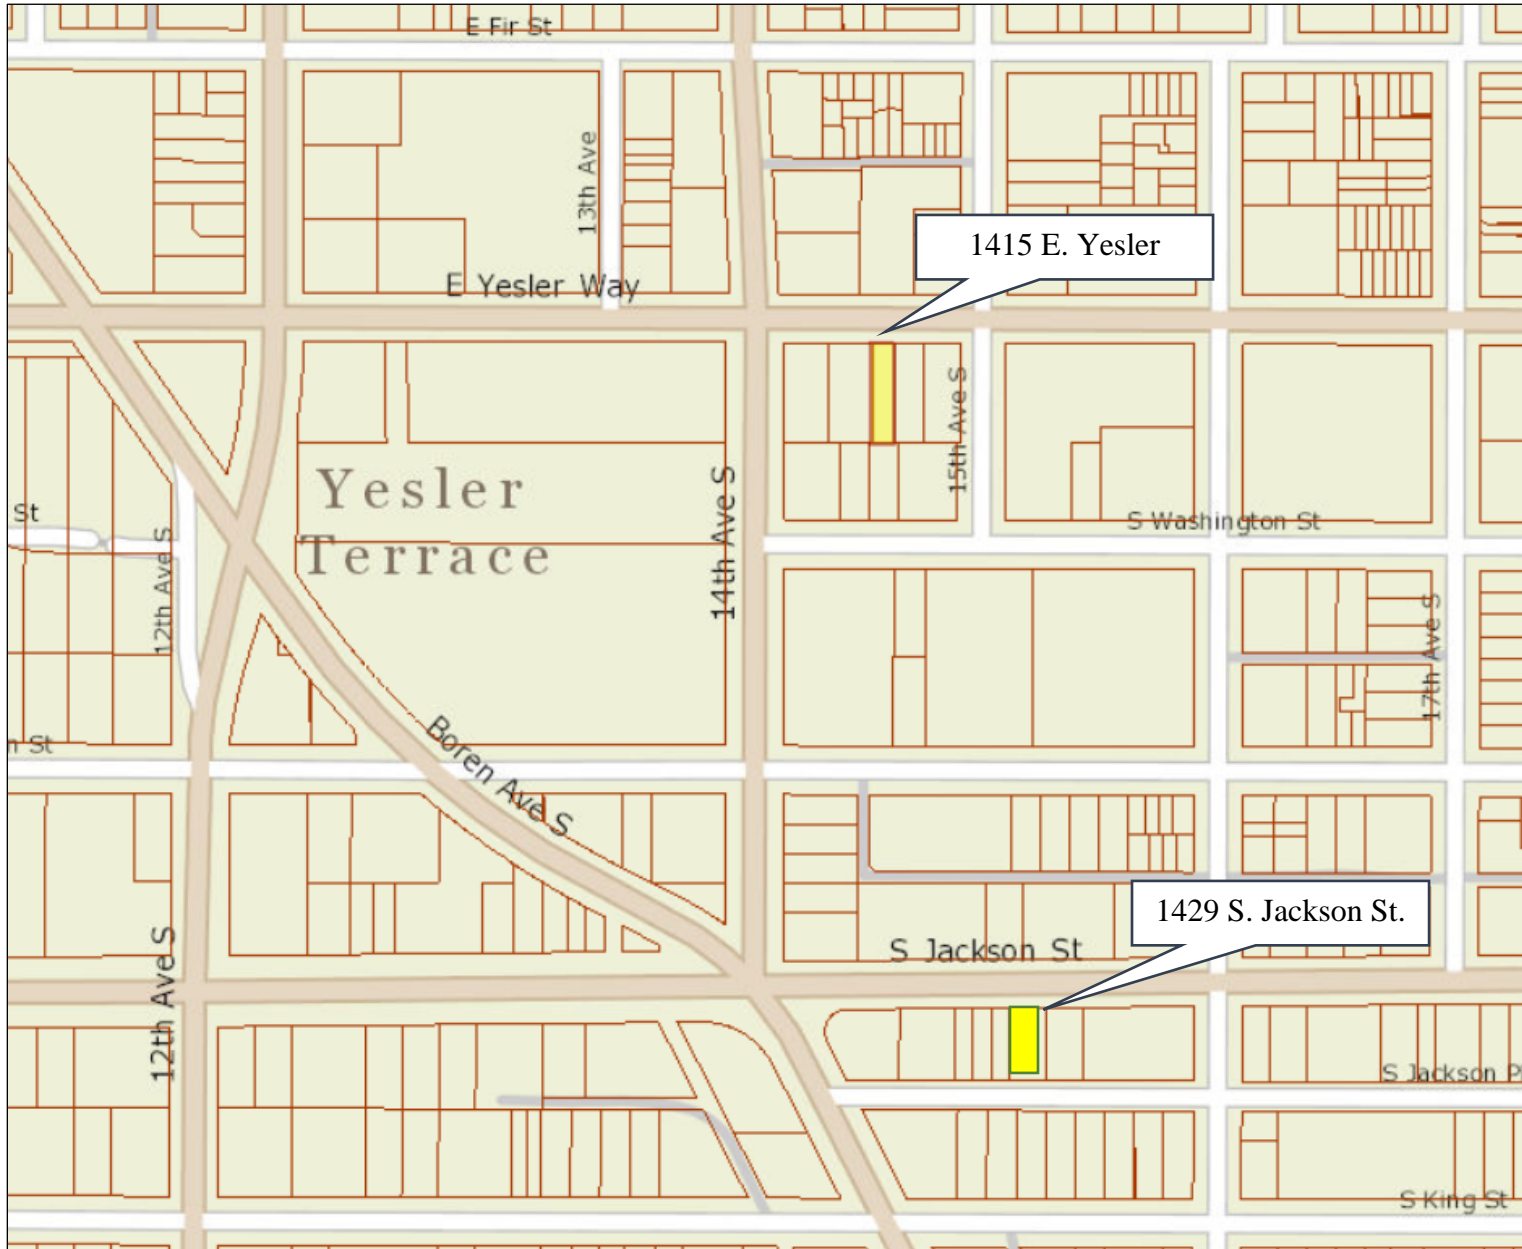 E Fir St
13th Ave
1415 E. Yesler
E Yesler Way
15th Ave S
Yesler
Terrace
14th Ave S
St
S Washington St
12th Ave S
17th Ave S
St
Boren Ave S
1429 S. Jackson St.
S Jackson St
12th Ave S
S Jackson P
S King St